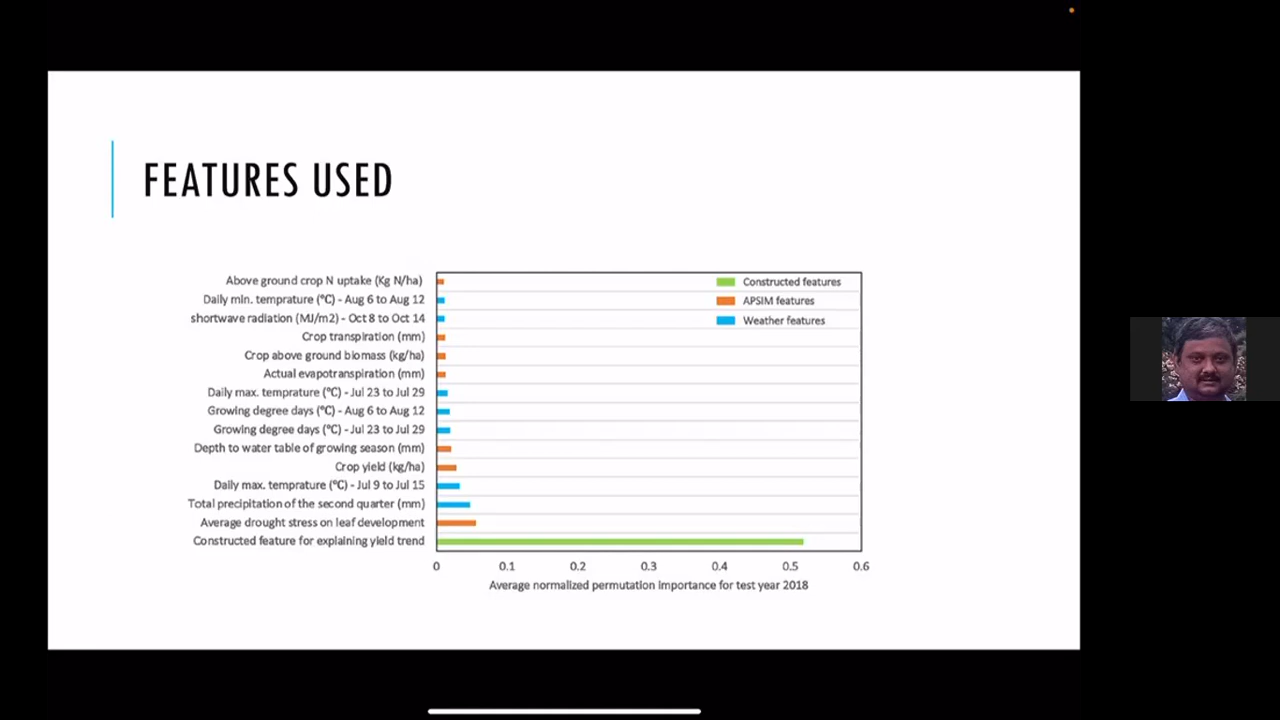 FEATURES USED
Above ground crop N uptake (Kg N/ha)
Daily min. temprature (℃) - Aug 6 to Aug 12
shortwave radiation (MJ/m2) - Oct 8 to Oct 14
Crop transpiration (mm)
Crop above ground biomass (kg/ha)
Actual evapotranspiration (mm)
Daily max. temprature (℃) - Jul 23 to Jul 29
Growing degree days (℃) - Aug 6 to Aug 12
Growing degree days (℃) - Jul 23 to Jul 29
Depth to water table of growing season (mm)
Crop yield (kg/ha)
Daily max. temprature (℃) - Jul 9 to Jul 15
Total precipitation of the second quarter (mm)
Average drought stress on leaf development
Constructed feature for explaining yield trend
Constructed features
APSIM features
Weather features
0 0.1 0.2 0.3 0.4 0.5 0.6
Average normalized permutation importance for test year 2018